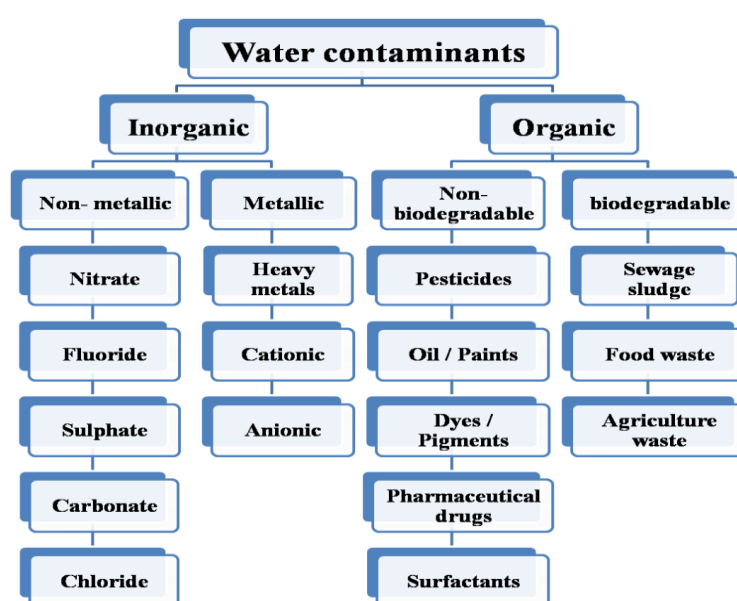 Water contaminants
Inorganic
Organic
Non- metallic
Metallic
Non-
biodegradable
biodegradable
Nitrate
Heavy
metals
Pesticides
Sewage
sludge
Fluoride
Cationic
Oil / Paints
Food waste
Sulphate
Anionic
Dyes /
Pigments
Agriculture
waste
Carbonate
Pharmaceutical
drugs
Chloride
Surfactants